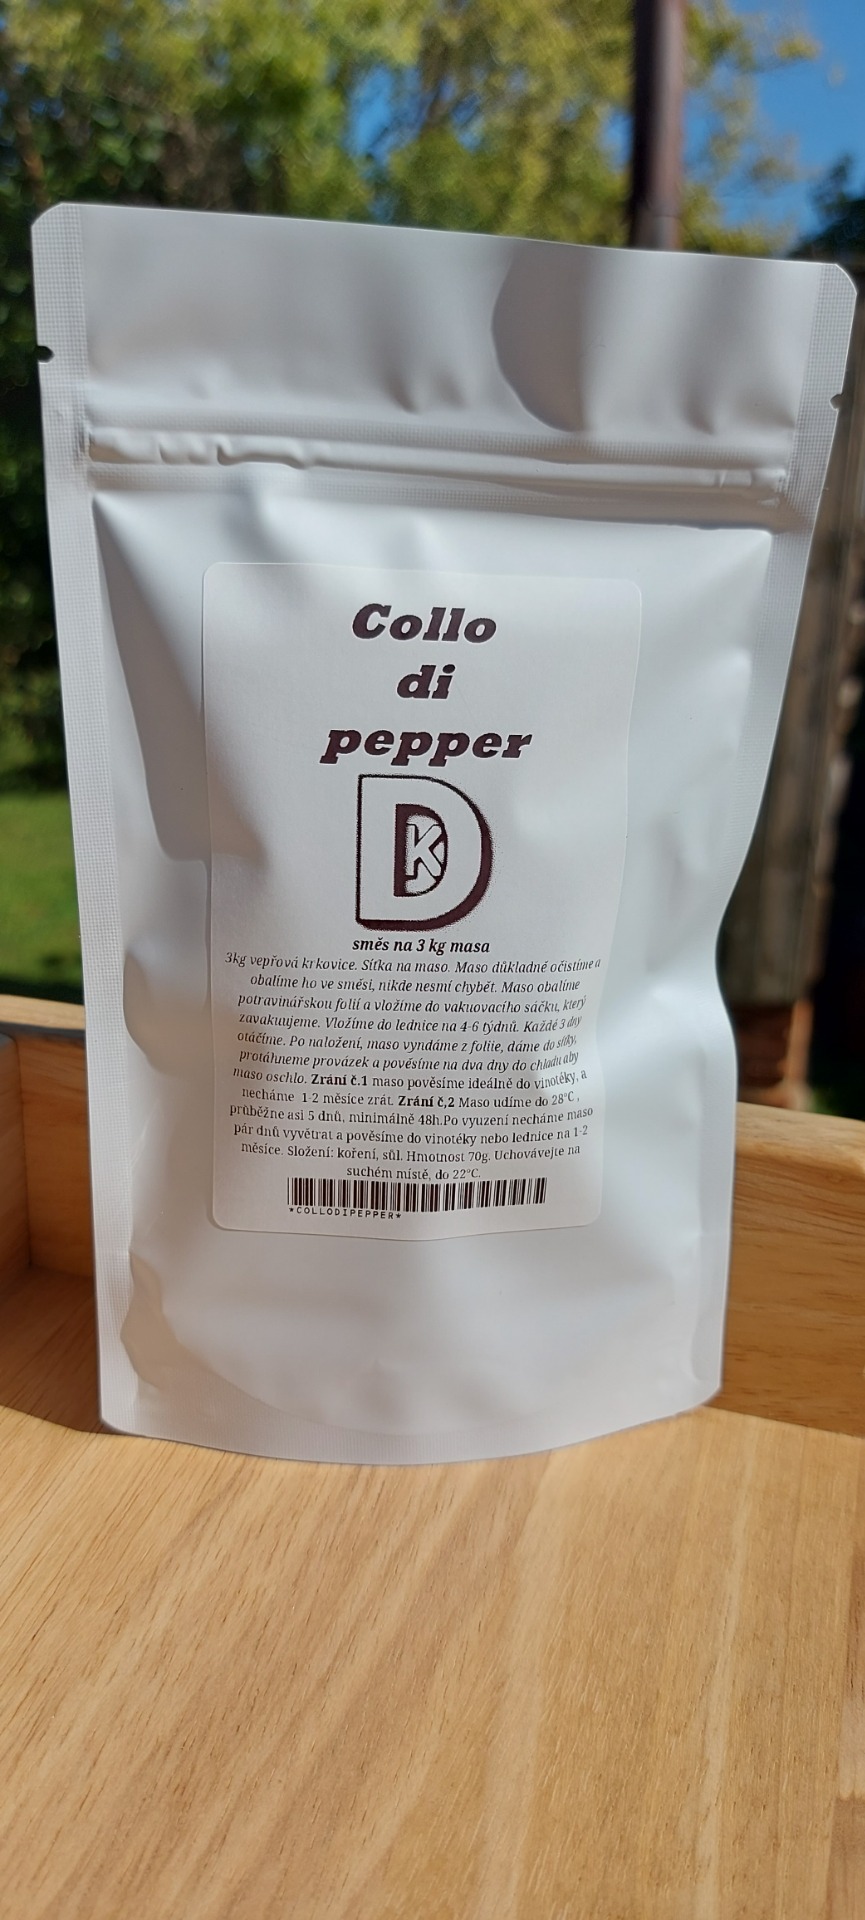 Collo
di
pepper
DK
směs na 3 kg masa
3kg vepřová krkovice. Síťka na maso. Maso důkladně očistíme a
obalíme ho ve směsi, nikde nesmí chybět. Maso obalíme
potravinářskou folií a vložíme do vakuovacího sáčku, který
zavakuujeme. Vložíme do lednice na 4-6 týdnů. Každé 3 dny
otáčíme. Po naložení, maso vyndáme z folie, dáme do síťky,
protáhneme provázek a pověsíme na dva dny do chladu aby
maso oschlo. Zrání č.1 maso pověsíme ideálně do vinotéky, a
necháme 1-2 měsíce zrát. Zrání č,2 Maso udíme do 28°C ,
průběžne asi 5 dnů, minimálně 48h.Po vyuzení necháme maso
pár dnů vyvětrat a pověsíme do vinotéky nebo lednice na 1-2
měsíce. Složení: koření, sůl. Hmotnost 70g. Uchovávejte na
suchém místě, do 22°C.
*COLLODIPEPPER*